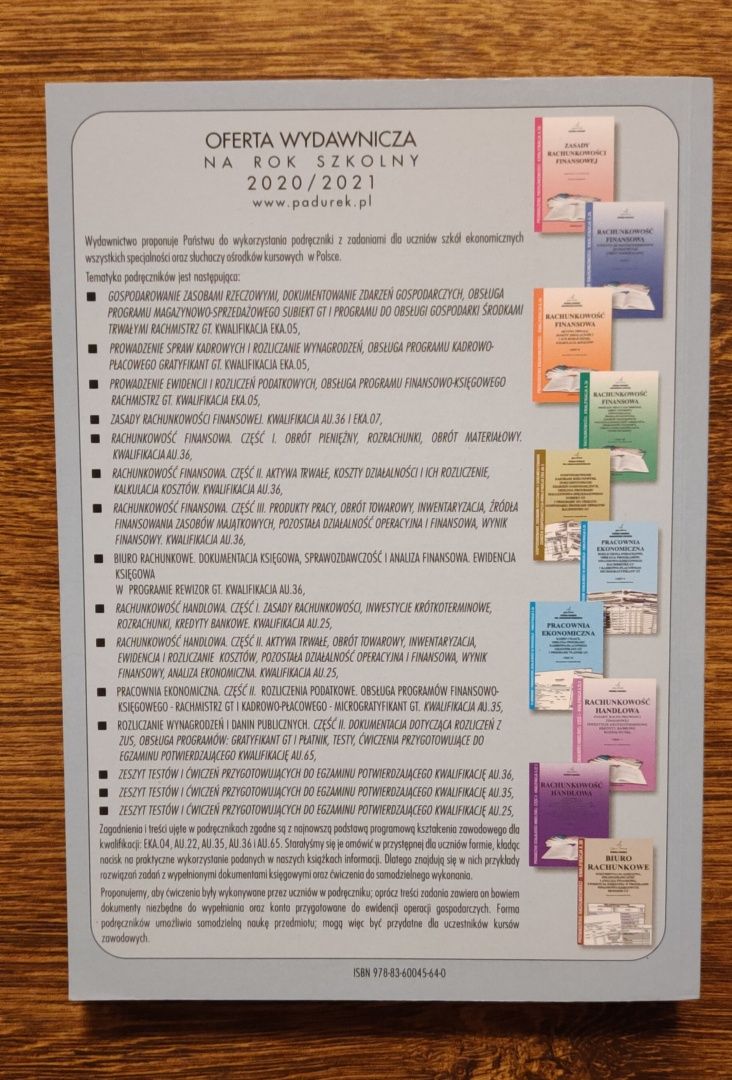 OFERTA WYDAWNICZA
NA ROK SZKOLNY
2020/2021
www.padurek.pl
Wydawnictwo proponuje Państwu do wykorzystania podręczniki z zadaniami dla uczniów szkół ekonomicznych
wszystkich specjalności oraz słuchaczy ośrodków kursowych w Polsce.
Tematyka podręczników jest następująca:
■ GOSPODAROWANIE ZASOBAMI RZECZOWYMI, DOKUMENTOWANIE ZDARZEŃ GOSPODARCZYCH, OBSŁUGA
PROGRAMU MAGAZYNOWO-SPRZEDAŻOWEGO SUBIEKT GT I PROGRAMU DO OBSŁUGI GOSPODARKI ŚRODKAMI
TRWAŁYMI RACHMISTRZ GT. KWALIFIKACJA EKA.05,
■ PROWADZENIE SPRAW KADROWYCH I ROZLICZANIE WYNAGRODZEŃ, OBSŁUGA PROGRAMU KADROWO-
PŁACOWEGO GRATYFIKANT GT. KWALIFIKACJA EKA.05,
■ PROWADZENIE EWIDENCJI I ROZLICZEŃ PODATKOWYCH, OBSŁUGA PROGRAMU FINANSOWO-KSIĘGOWEGO
RACHMISTRZ GT. KWALIFIKACJA EKA.05,
■ ZASADY RACHUNKOWOŚCI FINANSOWEJ. KWALIFIKACJA AU.36 I EKA.07,
■ RACHUNKOWOŚĆ FINANSOWA. CZĘŚĆ I. OBRÓT PIENIĘŻNY, ROZRACHUNKI, OBRÓT MATERIAŁOWY.
KWALIFIKACJA AU.36,
■ RACHUNKOWOŚĆ FINANSOWA. CZĘŚĆ II. AKTYWA TRWAŁE, KOSZTY DZIAŁALNOŚCI I ICH ROZLICZENIE,
KALKULACJA KOSZTÓW. KWALIFIKACJA AU.36,
■ RACHUNKOWOŚĆ FINANSOWA. CZĘŚĆ III. PRODUKTY PRACY, OBRÓT TOWAROWY, INWENTARYZACJA, ŹRÓDŁA
FINANSOWANIA ZASOBÓW MAJĄTKOWYCH, POZOSTAŁA DZIAŁALNOŚĆ OPERACYJNA I FINANSOWA, WYNIK
FINANSOWY. KWALIFIKACJA AU.36,
■ BIURO RACHUNKOWE. DOKUMENTACJA KSIĘGOWA, SPRAWOZDAWCZOŚĆ I ANALIZA FINANSOWA. EWIDENCJA
KSIĘGOWA
W PROGRAMIE REWIZOR GT. KWALIFIKACJA AU.36,
■ RACHUNKOWOŚĆ HANDLOWA. CZĘŚĆ I. ZASADY RACHUNKOWOŚCI, INWESTYCJE KRÓTKOTERMINOWE,
ROZRACHUNKI, KREDYTY BANKOWE. KWALIFIKACJA AU.25,
■ RACHUNKOWOŚĆ HANDLOWA. CZĘŚĆ II. AKTYWA TRWAŁE, OBRÓT TOWAROWY, INWENTARYZACJA,
EWIDENCJA I ROZLICZANIE KOSZTÓW, POZOSTAŁA DZIAŁALNOŚĆ OPERACYJNA I FINANSOWA, WYNIK
FINANSOWY, ANALIZA EKONOMICZNA. KWALIFIKACJA AU.25,
■ PRACOWNIA EKONOMICZNA. CZĘŚĆ II. ROZLICZENIA PODATKOWE. OBSŁUGA PROGRAMÓW FINANSOWO-
KSIĘGOWEGO - RACHMISTRZ GT I KADROWO-PŁACOWEGO - MIKROGRATYFIKANT GT. KWALIFIKACJA AU.35,
■ ROZLICZANIE WYNAGRODZEŃ I DANIN PUBLICZNYCH. CZĘŚĆ II. DOKUMENTACJA DOTYCZĄCA ROZLICZEŃ Z
ZUS, OBSŁUGA PROGRAMÓW: GRATYFIKANT GT I PŁATNIK, TESTY, ĆWICZENIA PRZYGOTOWUJĄCE DO
EGZAMINU POTWIERDZAJĄCEGO KWALIFIKACJĘ AU.65,
■ ZESZYT TESTÓW I ĆWICZEŃ PRZYGOTOWUJĄCYCH DO EGZAMINU POTWIERDZAJĄCEGO KWALIFIKACJĘ AU.36,
■ ZESZYT TESTÓW I ĆWICZEŃ PRZYGOTOWUJĄCYCH DO EGZAMINU POTWIERDZAJĄCEGO KWALIFIKACJĘ AU.35,
■ ZESZYT TESTÓW I ĆWICZEŃ PRZYGOTOWUJĄCYCH DO EGZAMINU POTWIERDZAJĄCEGO KWALIFIKACJĘ AU.25,
Zagadnienia i treści ujęte w podręcznikach zgodne są z najnowszą podstawą programową kształcenia zawodowego dla
kwalifikacji: EKA.04, AU.22, AU.35, AU.36 i AU.65. Starałyśmy się je omówić w przystępnej dla uczniów formie, kładąc
nacisk na praktyczne wykorzystanie podanych w naszych książkach informacji. Dlatego znajdują się w nich przykłady
rozwiązań zadań z wypełnionymi dokumentami księgowymi oraz ćwiczenia do samodzielnego wykonania.
Proponujemy, aby ćwiczenia były wykonywane przez uczniów w podręczniku; oprócz treści zadania zawiera on bowiem
dokumenty niezbędne do wypełnienia oraz konta przygotowane do ewidencji operacji gospodarczych. Forma
podręczników umożliwia samodzielną naukę przedmiotu; mogą więc być przydatne dla uczestników kursów
zawodowych.
ISBN 978-83-60045-64-0
ZASADY
RACHUNKOWOŚCI
FINANSOWEJ
RACHUNKOWOŚĆ
FINANSOWA
RACHUNKOWOŚĆ
FINANSOWA
RACHUNKOWOŚĆ
FINANSOWA
PRACOWNIA
EKONOMICZNA
PRACOWNIA
EKONOMICZNA
RACHUNKOWOŚĆ
HANDLOWA
RACHUNKOWOŚĆ
HANDLOWA
BIURO
RACHUNKOWE